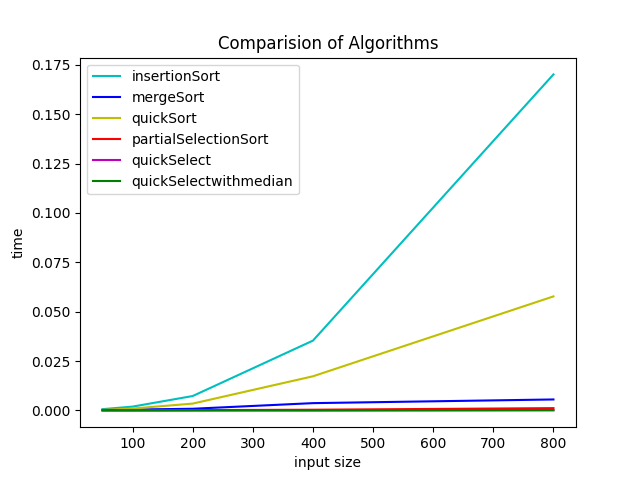 Comparision of Algorithms
insertionSort
mergeSort
quickSort
partialSelectionSort
quickSelect
quickSelectwithmedian
0.175
0.150
0.125
0.100
0.075
0.050
0.025
0.000
time
100 200 300 400 500 600 700 800
input size